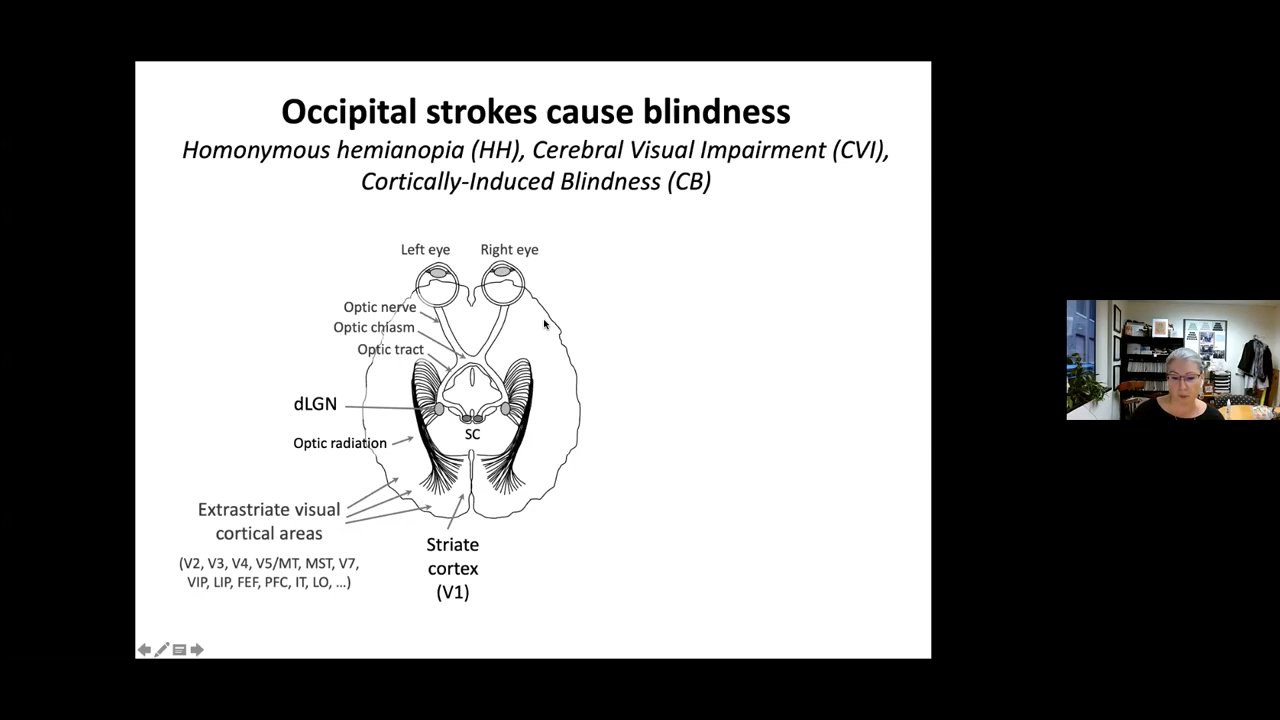 Occipital strokes cause blindness
Homonymous hemianopia (HH), Cerebral Visual Impairment (CVI),
Cortically-Induced Blindness (CB)
Left eye
Right eye
Optic nerve
Optic chiasm
Optic tract
dLGN
SC
Optic radiation
Extrastriate visual
cortical areas
(V2, V3, V4, V5/MT, MST, V7,
VIP, LIP, FEF, PFC, IT, LO, ...)
Striate
cortex
(V1)